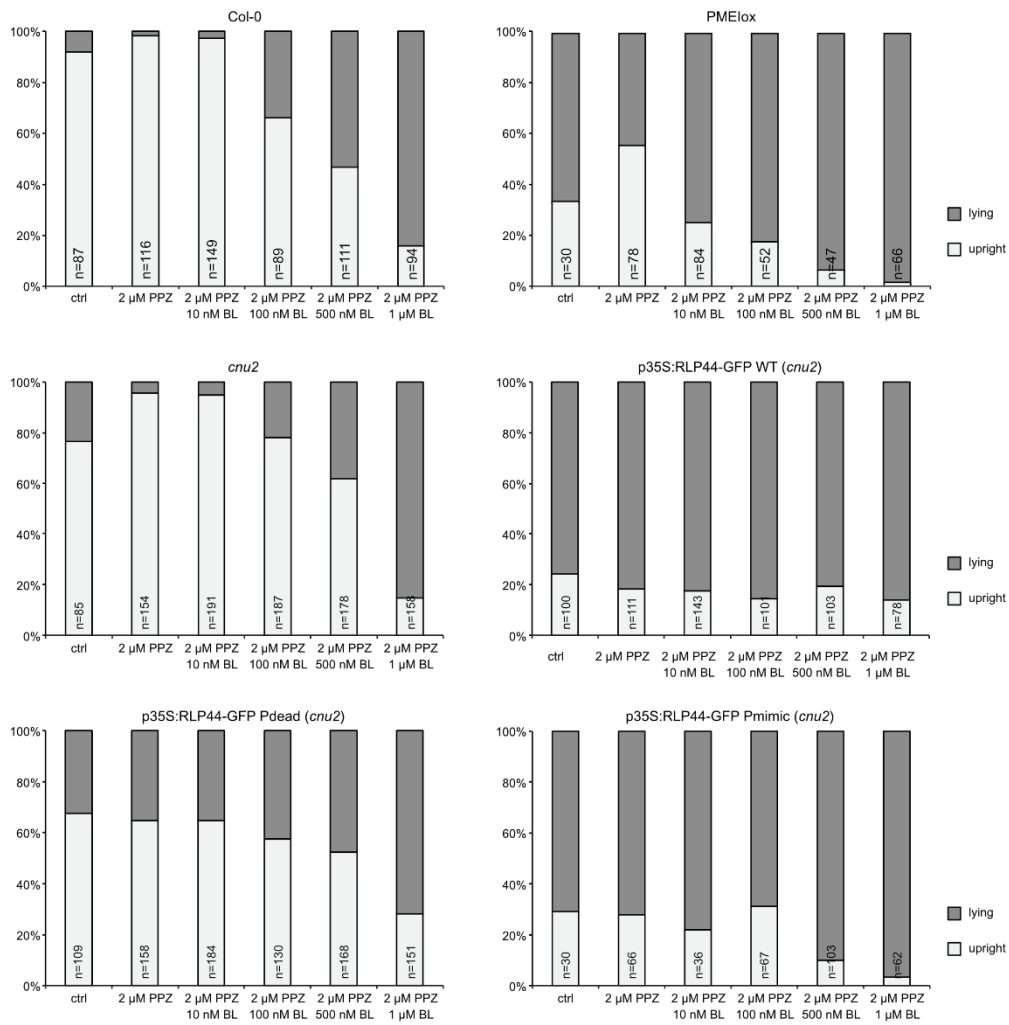 Col-0
100%
80%
60%
40%
20%
0%
n=87
n=116
n=149
n=89
n=111
n=94
ctrl
2 µM PPZ
2 µM PPZ
10 nM BL
2 µM PPZ
100 nM BL
2 µM PPZ
500 nM BL
2 µM PPZ
1 µM BL
PMEIox
100%
80%
60%
40%
20%
0%
n=30
n=78
n=84
n=52
n=47
n=66
ctrl
2 µM PPZ
2 µM PPZ
10 nM BL
2 µM PPZ
100 nM BL
2 µM PPZ
500 nM BL
2 µM PPZ
1 µM BL
lying
upright
cnu2
100%
80%
60%
40%
20%
0%
n=85
n=154
n=191
n=187
n=178
n=158
ctrl
2 µM PPZ
2 µM PPZ
10 nM BL
2 µM PPZ
100 nM BL
2 µM PPZ
500 nM BL
2 µM PPZ
1 µM BL
p35S:RLP44-GFP WT (cnu2)
100%
80%
60%
40%
20%
0%
n=100
n=111
n=143
n=101
n=103
n=78
ctrl
2 µM PPZ
2 µM PPZ
10 nM BL
2 µM PPZ
100 nM BL
2 µM PPZ
500 nM BL
2 µM PPZ
1 µM BL
lying
upright
p35S:RLP44-GFP Pdead (cnu2)
100%
80%
60%
40%
20%
0%
n=109
n=158
n=184
n=130
n=168
n=151
ctrl
2 µM PPZ
2 µM PPZ
10 nM BL
2 µM PPZ
100 nM BL
2 µM PPZ
500 nM BL
2 µM PPZ
1 µM BL
p35S:RLP44-GFP Pmimic (cnu2)
100%
80%
60%
40%
20%
0%
n=30
n=66
n=36
n=67
n=103
n=62
ctrl
2 µM PPZ
2 µM PPZ
10 nM BL
2 µM PPZ
100 nM BL
2 µM PPZ
500 nM BL
2 µM PPZ
1 µM BL
lying
upright